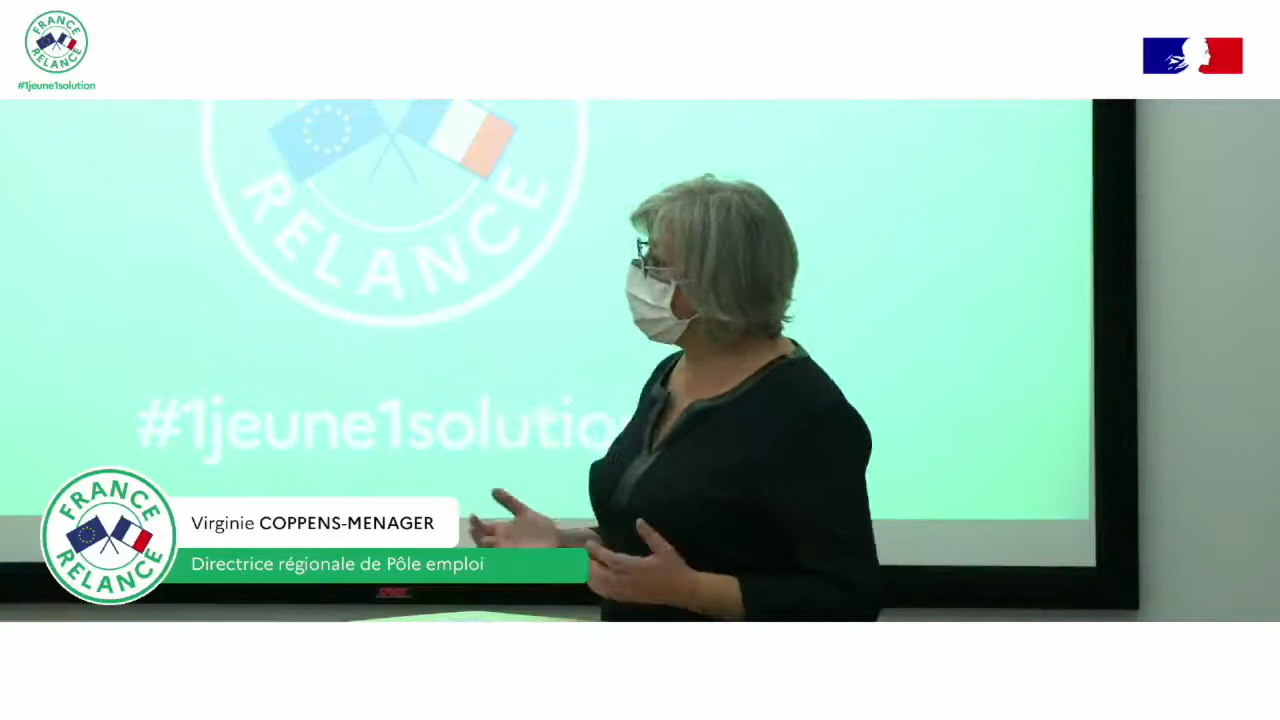 FRANCE
RELANCE
#1jeune1solution
RELANCE
#1jeune1solutio
FRANCE
RELANCE
Virginie COPPENS-MENAGER
Directrice régionale de Pôle emploi